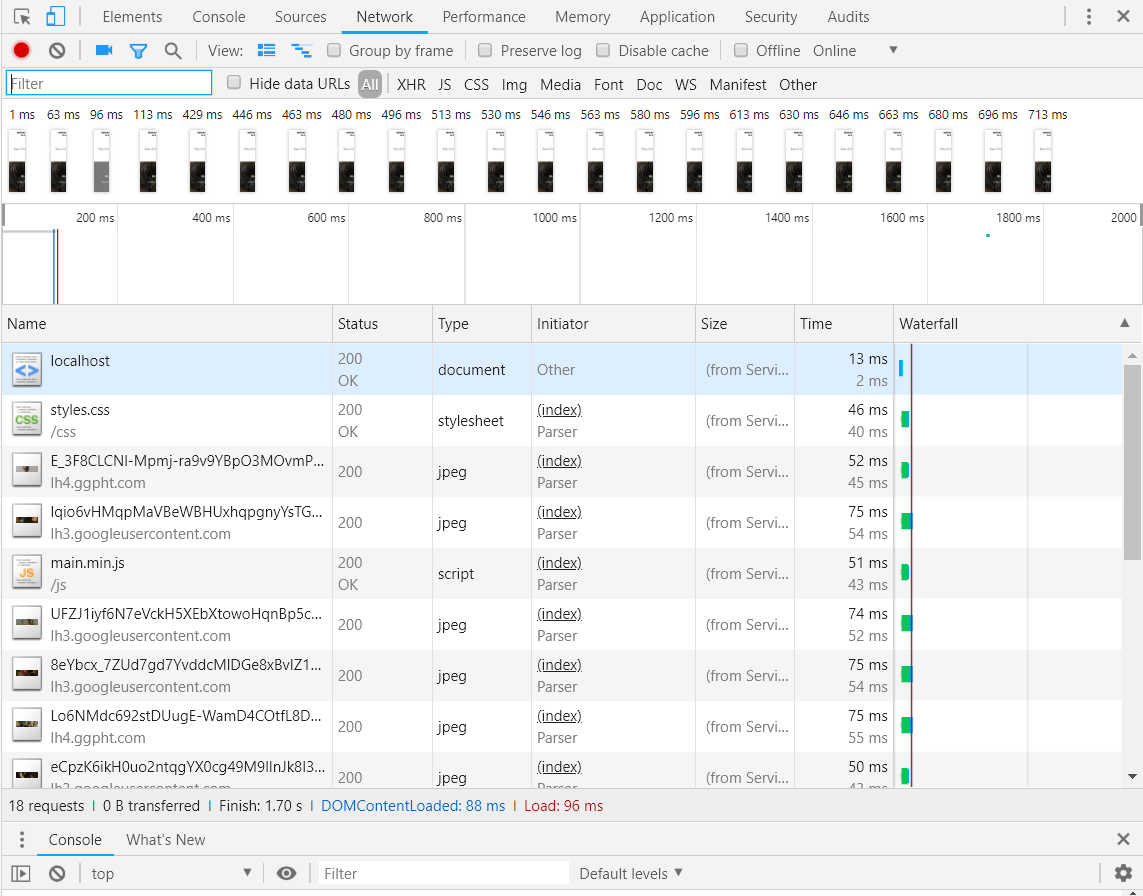 Elements Console Sources Network Performance Memory Application Security Audits
View: Group by frame Preserve log Disable cache Offline Online
Filter Hide data URLs All XHR JS CSS Img Media Font Doc WS Manifest Other
1 ms 63 ms 96 ms 113 ms 429 ms 446 ms 463 ms 480 ms 496 ms 513 ms 530 ms 546 ms 563 ms 580 ms 596 ms 613 ms 630 ms 646 ms 663 ms 680 ms 696 ms 713 ms
200 ms 400 ms 600 ms 800 ms 1000 ms 1200 ms 1400 ms 1600 ms 1800 ms 2000
Name Status Type Initiator Size Time Waterfall
localhost 200 OK document Other (from Servi... 13 ms 2 ms
CSS styles.css /css 200 OK stylesheet (index) Parser (from Servi... 46 ms 40 ms
E_3F8CLCNI-Mpmj-ra9v9YBpO3MOvmP... lh4.ggpht.com 200 jpeg (index) Parser (from Servi... 52 ms 45 ms
lqio6vHMqpMaVBeWBHUxhqpgnyYsTG... lh3.googleusercontent.com 200 jpeg (index) Parser (from Servi... 75 ms 54 ms
JS main.min.js /js 200 OK script (index) Parser (from Servi... 51 ms 43 ms
UFZJ1iyf6N7eVckH5XEbXtowoHqnBp5c... lh3.googleusercontent.com 200 jpeg (index) Parser (from Servi... 74 ms 52 ms
8eYbcx_7ZUd7gd7YvddcMIDGe8xBvIZ1... lh3.googleusercontent.com 200 jpeg (index) Parser (from Servi... 75 ms 54 ms
Lo6NMdc692stDUugE-WamD4COtfL8D... lh4.ggpht.com 200 jpeg (index) Parser (from Servi... 75 ms 55 ms
eCpzK6ikH0uo2ntqgYX0cg49M9IInJk8I3... 200 jpeg (index) (from Servi... 50 ms
18 requests 0 B transferred Finish: 1.70 s DOMContentLoaded: 88 ms Load: 96 ms
Console What's New
top Filter Default levels